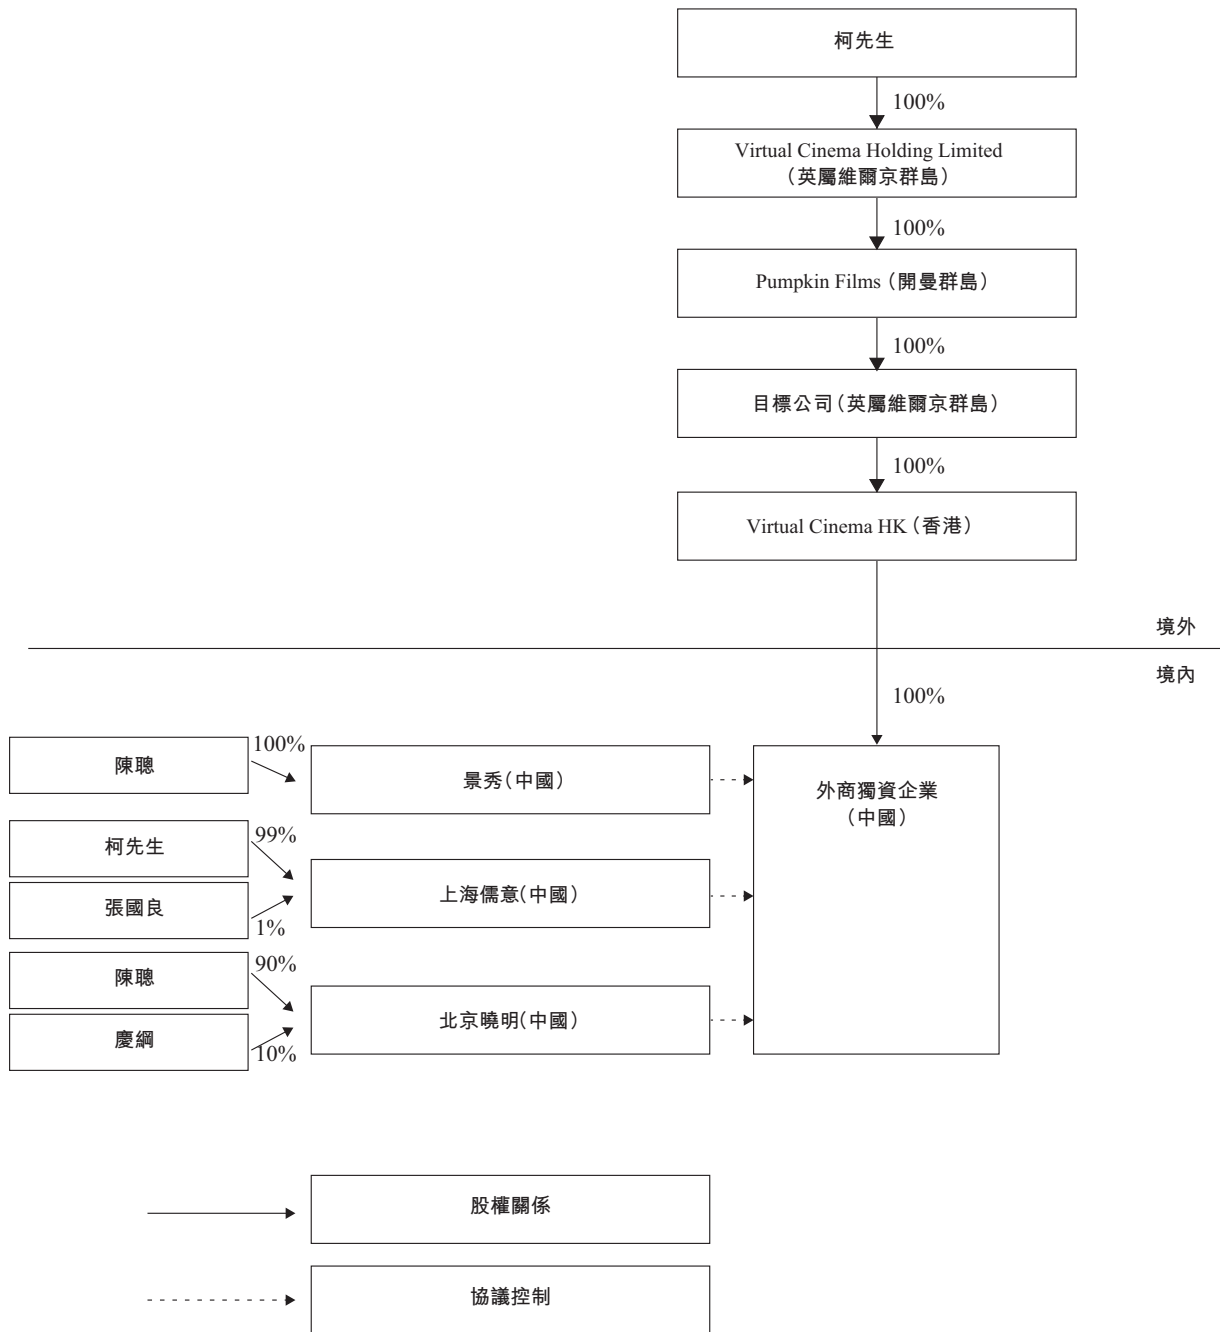 柯先生
100%
Virtual Cinema Holding Limited
（英屬維爾京群島）
100%
Pumpkin Films（開曼群島）
100%
目標公司（英屬維爾京群島）
100%
Virtual Cinema HK（香港）
境外
境內
100%
陳聰
100%
景秀（中國）
外商獨資企業
（中國）
柯先生
99%
張國良
1%
上海儒意（中國）
陳聰
90%
慶綱
10%
北京曉明（中國）
股權關係
協議控制